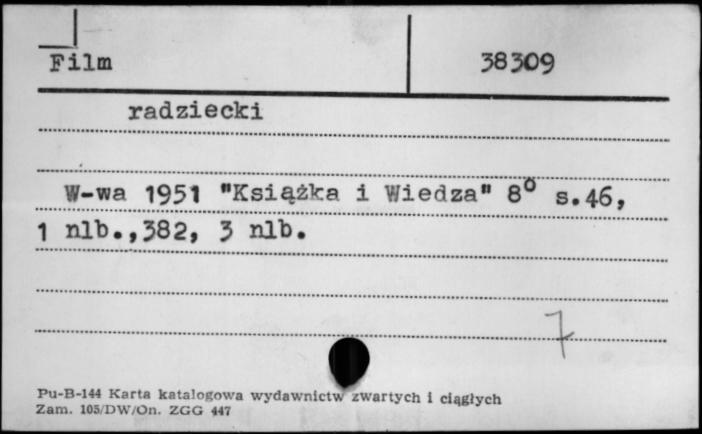 Film 38309
radziecki
W-wa 1951 "Książka i Wiedza" 8° s.46,
1 nlb.,382, 3 nlb.
7
Pu-B-144 Karta katalogowa wydawnictw zwartych i ciągłych
Zam. 105/DW/On. ZGG 447